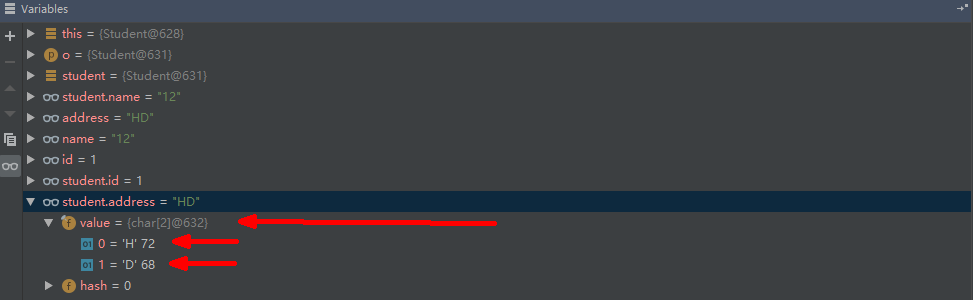 Variables
this = {Student@628}
o = {Student@631}
student = {Student@631}
student.name = "12"
address = "HD"
name = "12"
id = 1
student.id = 1
student.address = "HD"
value = {char[2]@632}
0 = 'H' 72
1 = 'D' 68
hash = 0